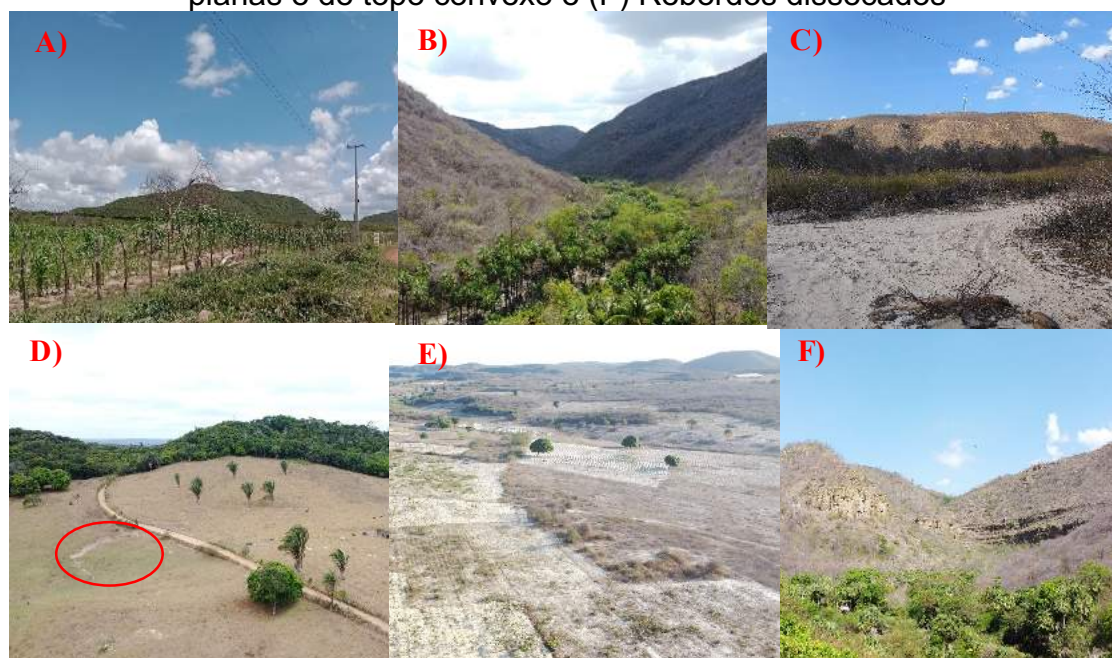 planas e de topo convexo e (F) Rebordos dissecados
A)
B)
C)
D)
E)
F)